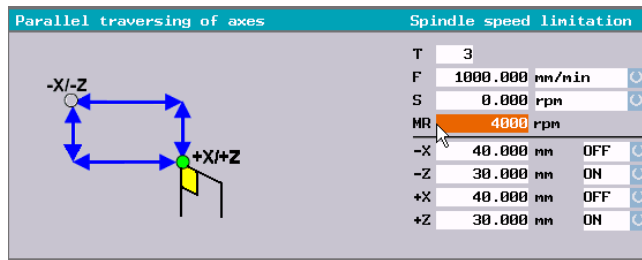 Parallel traversing of axes Spindle speed limitation
T 3
F 1000.000 mm/min
-X/-Z
S 0.000 rpm
MR 4000 rpm
+X/+Z
-X 40.000 mm OFF
-Z 30.000 mm ON
+X 40.000 mm OFF
+Z 30.000 mm ON